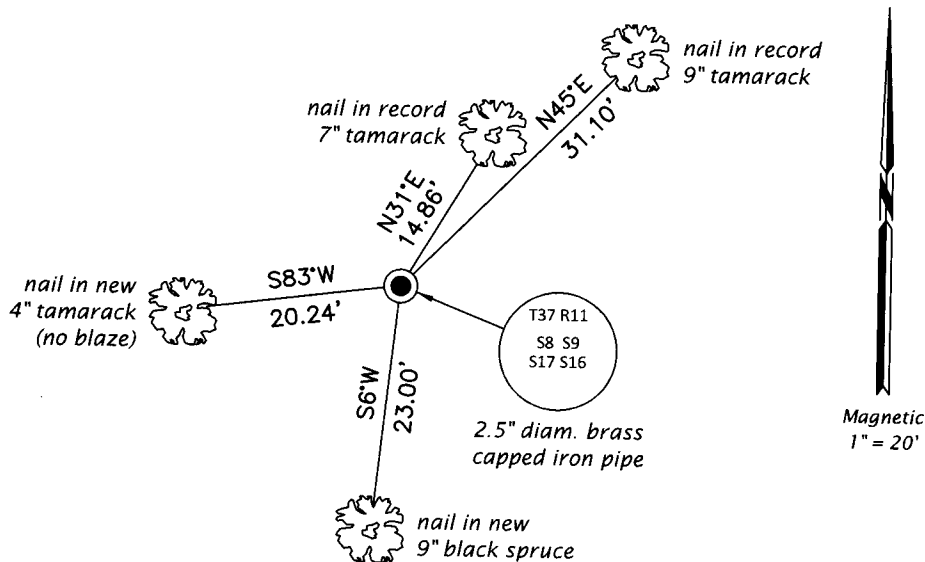 nail in record
9" tamarack
nail in record
7" tamarack
N45°E
31.10'
N31°E
14.86'
nail in new
4" tamarack
(no blaze)
S83°W
20.24'
T37 R11
S8 S9
S17 S16
S6°W
23.00'
2.5" diam. brass
capped iron pipe
N
Magnetic
1" = 20'
nail in new
9" black spruce